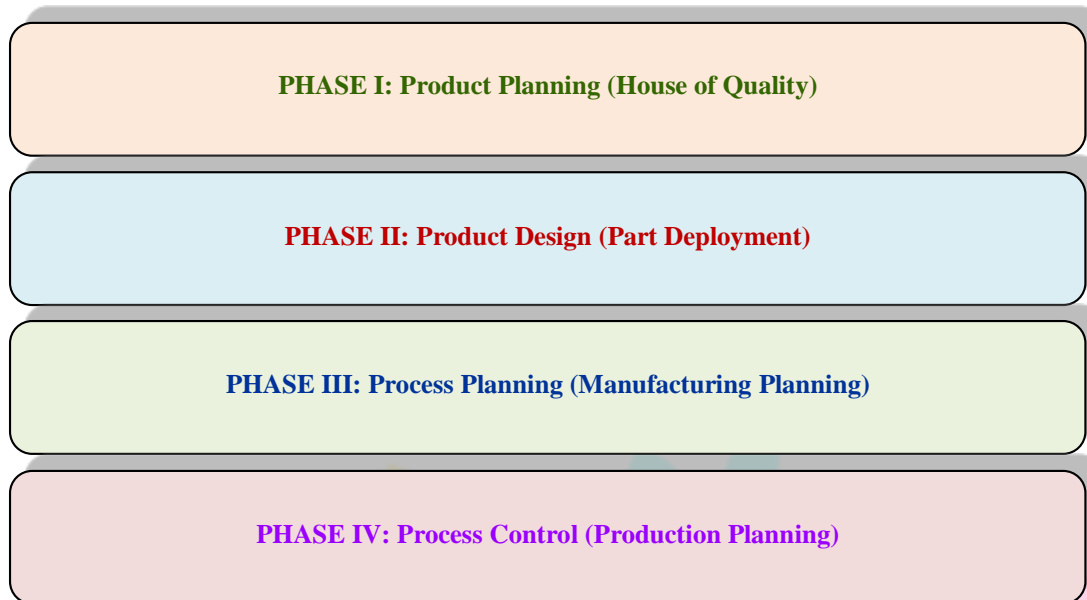 PHASE I: Product Planning (House of Quality)
PHASE II: Product Design (Part Deployment)
PHASE III: Process Planning (Manufacturing Planning)
PHASE IV: Process Control (Production Planning)